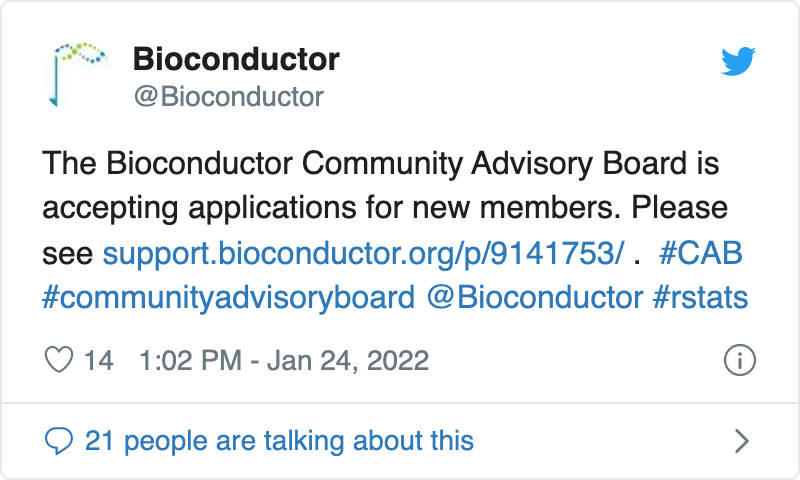 Bioconductor
@Bioconductor
The Bioconductor Community Advisory Board is
accepting applications for new members. Please
see support.bioconductor.org/p/9141753/ . #CAB
#communityadvisoryboard @Bioconductor #rstats
14 1:02 PM - Jan 24, 2022
21 people are talking about this